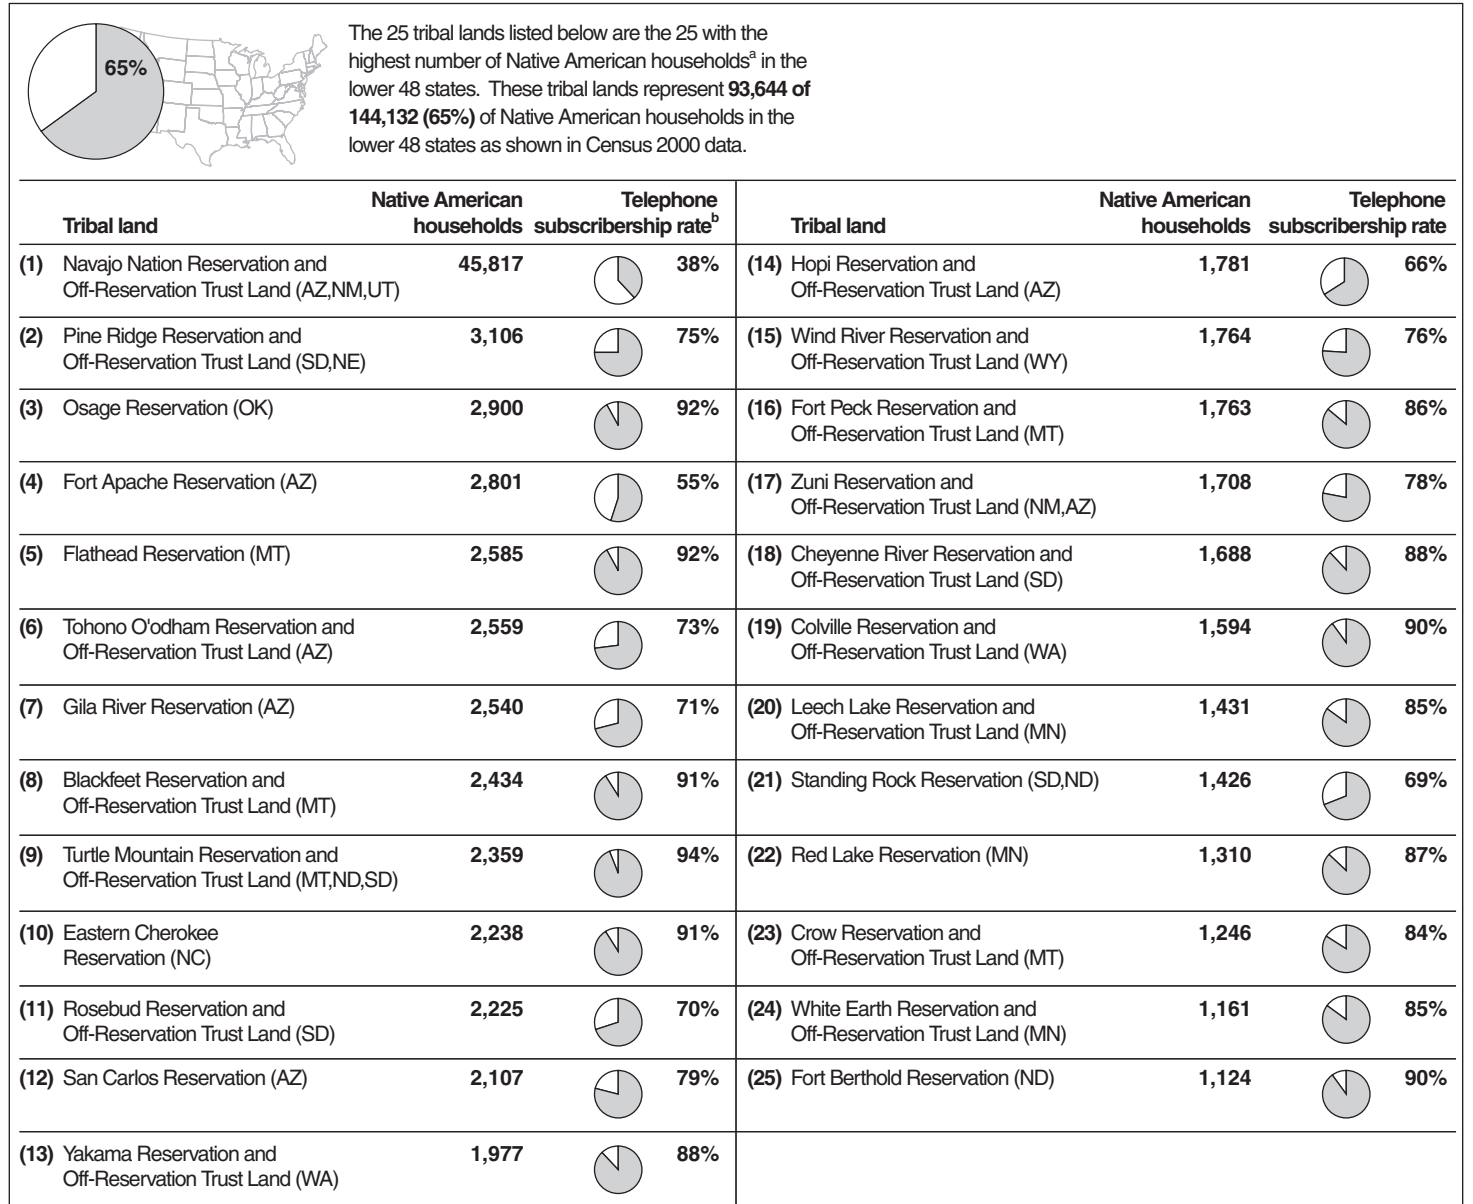 65%
The 25 tribal lands listed below are the 25 with the
highest number of Native American householdsa in the
lower 48 states. These tribal lands represent 93,644 of
144,132 (65%) of Native American households in the
lower 48 states as shown in Census 2000 data.
Native American Telephone
Tribal land households subscribership rateb
(1) Navajo Nation Reservation and 45,817 38%
Off-Reservation Trust Land (AZ,NM,UT)
(2) Pine Ridge Reservation and 3,106 75%
Off-Reservation Trust Land (SD,NE)
(3) Osage Reservation (OK) 2,900 92%
(4) Fort Apache Reservation (AZ) 2,801 55%
(5) Flathead Reservation (MT) 2,585 92%
(6) Tohono O'odham Reservation and 2,559 73%
Off-Reservation Trust Land (AZ)
(7) Gila River Reservation (AZ) 2,540 71%
(8) Blackfeet Reservation and 2,434 91%
Off-Reservation Trust Land (MT)
(9) Turtle Mountain Reservation and 2,359 94%
Off-Reservation Trust Land (MT,ND,SD)
(10) Eastern Cherokee 2,238 91%
Reservation (NC)
(11) Rosebud Reservation and 2,225 70%
Off-Reservation Trust Land (SD)
(12) San Carlos Reservation (AZ) 2,107 79%
(13) Yakama Reservation and 1,977 88%
Off-Reservation Trust Land (WA)
Native American Telephone
Tribal land households subscribership rate
(14) Hopi Reservation and 1,781 66%
Off-Reservation Trust Land (AZ)
(15) Wind River Reservation and 1,764 76%
Off-Reservation Trust Land (WY)
(16) Fort Peck Reservation and 1,763 86%
Off-Reservation Trust Land (MT)
(17) Zuni Reservation and 1,708 78%
Off-Reservation Trust Land (NM,AZ)
(18) Cheyenne River Reservation and 1,688 88%
Off-Reservation Trust Land (SD)
(19) Colville Reservation and 1,594 90%
Off-Reservation Trust Land (WA)
(20) Leech Lake Reservation and 1,431 85%
Off-Reservation Trust Land (MN)
(21) Standing Rock Reservation (SD,ND) 1,426 69%
(22) Red Lake Reservation (MN) 1,310 87%
(23) Crow Reservation and 1,246 84%
Off-Reservation Trust Land (MT)
(24) White Earth Reservation and 1,161 85%
Off-Reservation Trust Land (MN)
(25) Fort Berthold Reservation (ND) 1,124 90%